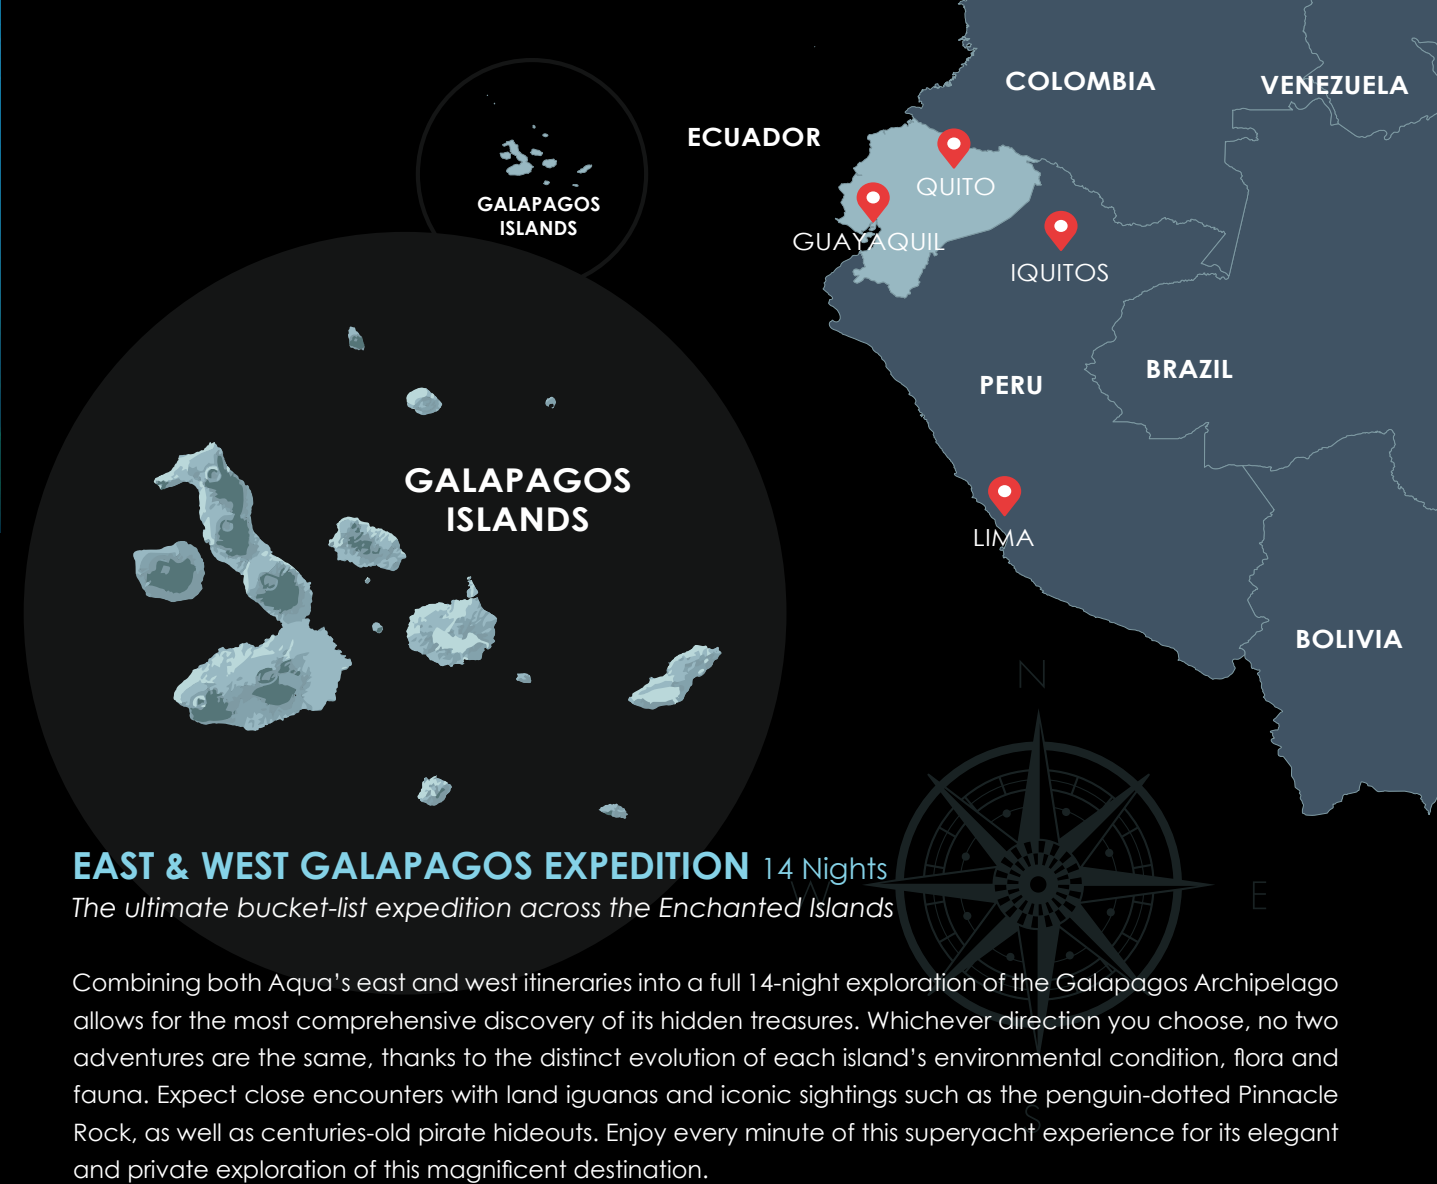 COLOMBIA
VENEZUELA
ECUADOR
QUITO
GALAPAGOS
ISLANDS
GUAYAQUIL
IQUITOS
BRAZIL
PERU
GALAPAGOS
ISLANDS
LIMA
BOLIVIA
N
W
E
S
EAST & WEST GALAPAGOS EXPEDITION 14 Nights
The ultimate bucket-list expedition across the Enchanted Islands
Combining both Aqua's east and west itineraries into a full 14-night exploration of the Galapagos Archipelago
allows for the most comprehensive discovery of its hidden treasures. Whichever direction you choose, no two
adventures are the same, thanks to the distinct evolution of each island's environmental condition, flora and
fauna. Expect close encounters with land iguanas and iconic sightings such as the penguin-dotted Pinnacle
Rock, as well as centuries-old pirate hideouts. Enjoy every minute of this superyacht experience for its elegant
and private exploration of this magnificent destination.